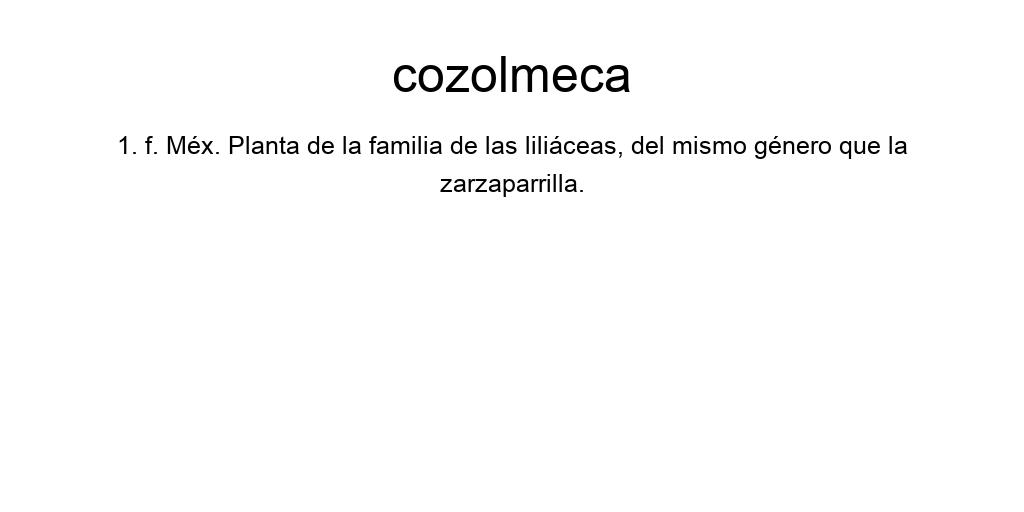 cozolmeca
1. f. Méx. Planta de la familia de las liliáceas, del mismo género que la
zarzaparrilla.